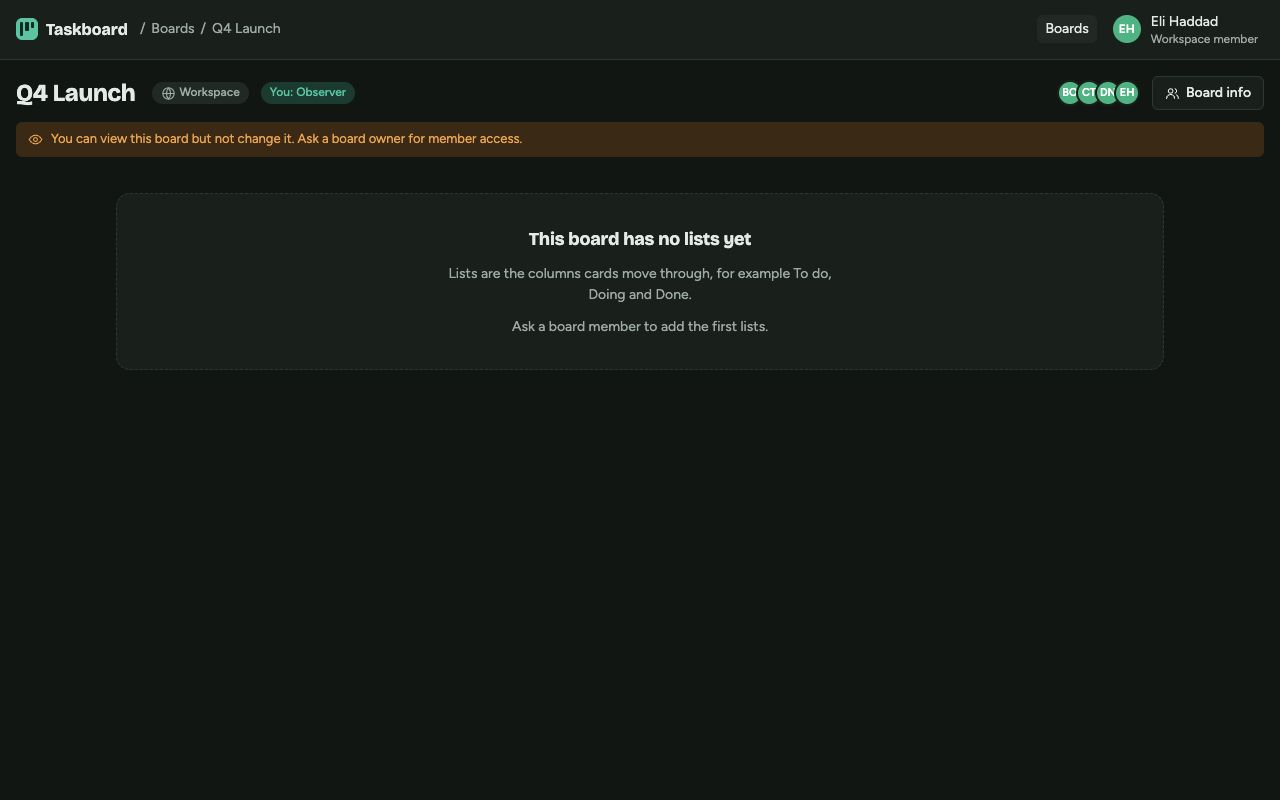 Taskboard / Boards / Q4 Launch
Boards
EH
Eli Haddad
Workspace member
Q4 Launch
Workspace
You: Observer
CT
EH
Board info
You can view this board but not change it. Ask a board owner for member access.
This board has no lists yet
Lists are the columns cards move through, for example To do,
Doing and Done.
Ask a board member to add the first lists.